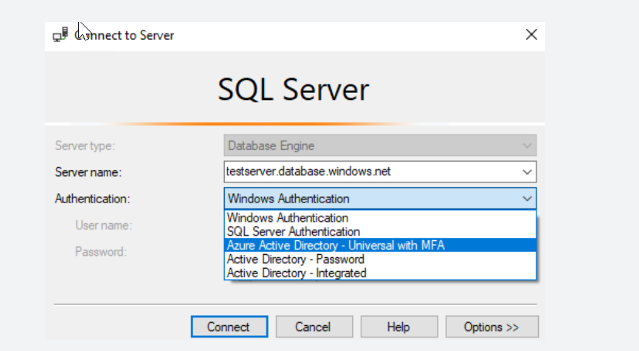 Connect to Server
SQL Server
Server type: Database Engine
Server name: testserver.database.windows.net
Authentication: Windows Authentication
Windows Authentication
User name: SQL Server Authentication
Azure Active Directory - Universal with MFA
Password: Active Directory - Password
Active Directory - Integrated
Connect Cancel Help Options >>